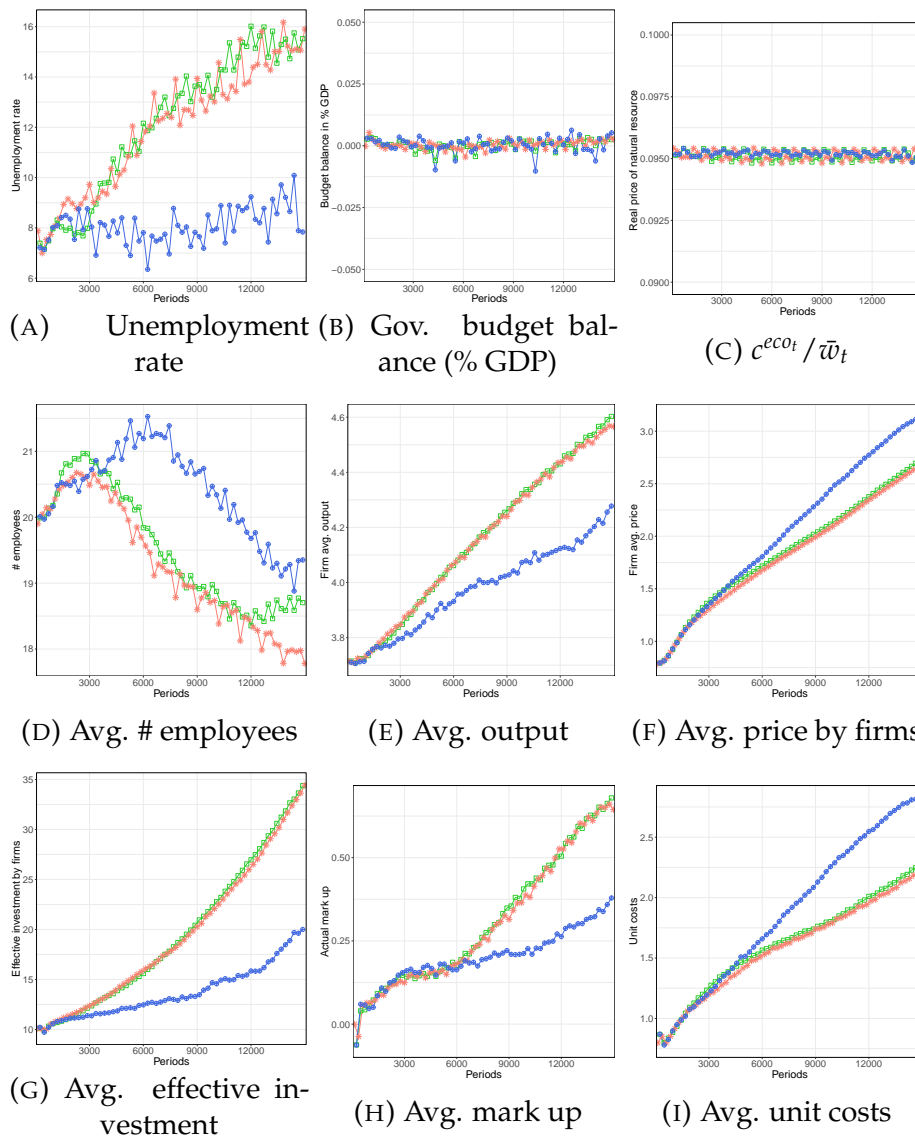 16
14
12
10
8
6
Unemployment rate
3000 6000 9000 12000
Periods
(A) Unemployment
rate
0.050
0.025
0.000
-0.025
-0.050
Budget balance in % GDP
3000 6000 9000 12000
Periods
(B) Gov. budget bal-
ance (% GDP)
0.1000
0.0975
0.0950
0.0925
0.0900
Real price of natural resource
3000 6000 9000 12000
Periods
(C) c^{eco_t}/w̄_t
21
20
19
18
# employees
3000 6000 9000 12000
Periods
(D) Avg. # employees
4.6
4.4
4.2
4.0
3.8
Firm avg. output
3000 6000 9000 12000
Periods
(E) Avg. output
3.0
2.5
2.0
1.5
1.0
Firm avg. price
3000 6000 9000 12000
Periods
(F) Avg. price by firms
35
30
25
20
15
10
Effective investment by firms
3000 6000 9000 12000
Periods
(G) Avg. effective in-
vestment
0.50
0.25
0.00
Actual mark up
3000 6000 9000 12000
Periods
(H) Avg. mark up
2.5
2.0
1.5
1.0
Unit costs
3000 6000 9000 12000
Periods
(I) Avg. unit costs